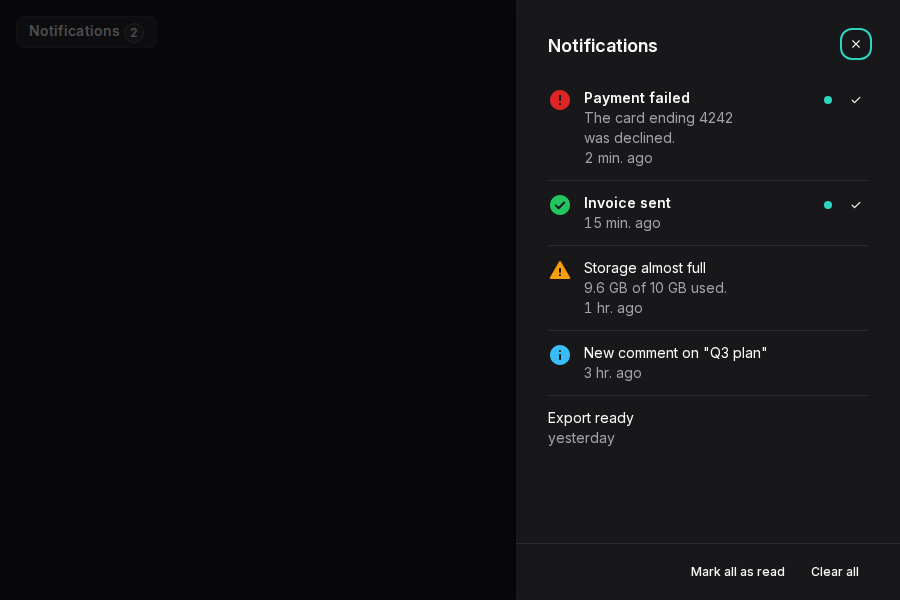 Notifications 2
Notifications
Payment failed
The card ending 4242
was declined.
2 min. ago
Invoice sent
15 min. ago
Storage almost full
9.6 GB of 10 GB used.
1 hr. ago
New comment on "Q3 plan"
3 hr. ago
Export ready
yesterday
Mark all as read
Clear all